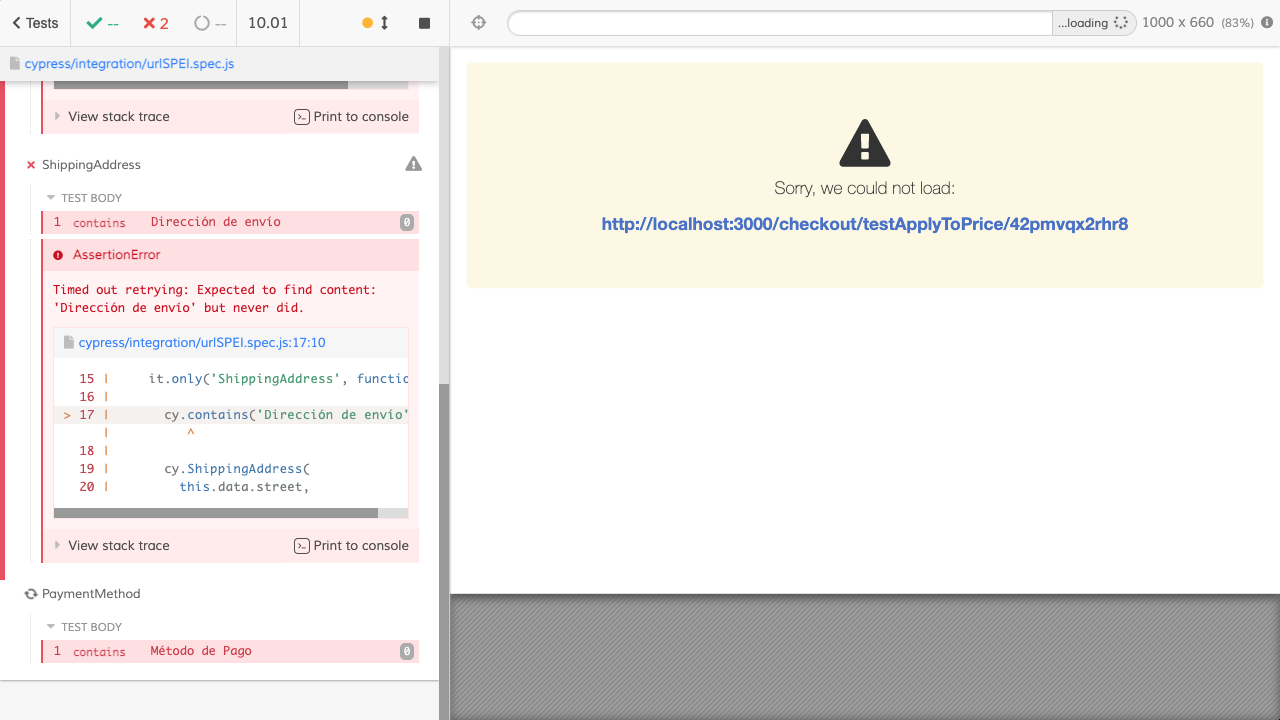 Tests
--
2
--
10.01
...loading
1000 x 660 (83%)
cypress/integration/urlSPEI.spec.js
View stack trace
Print to console
ShippingAddress
TEST BODY
1 contains Dirección de envío 0
AssertionError
Timed out retrying: Expected to find content:
'Dirección de envío' but never did.
cypress/integration/urlSPEI.spec.js:17:10
15 | it.only('ShippingAddress', functio
16 |
> 17 | cy.contains('Dirección de envío'
| ^
18 |
19 | cy.ShippingAddress(
20 | this.data.street,
View stack trace
Print to console
PaymentMethod
TEST BODY
1 contains Método de Pago 0
Sorry, we could not load:
http://localhost:3000/checkout/testApplyToPrice/42pmvqx2rhr8